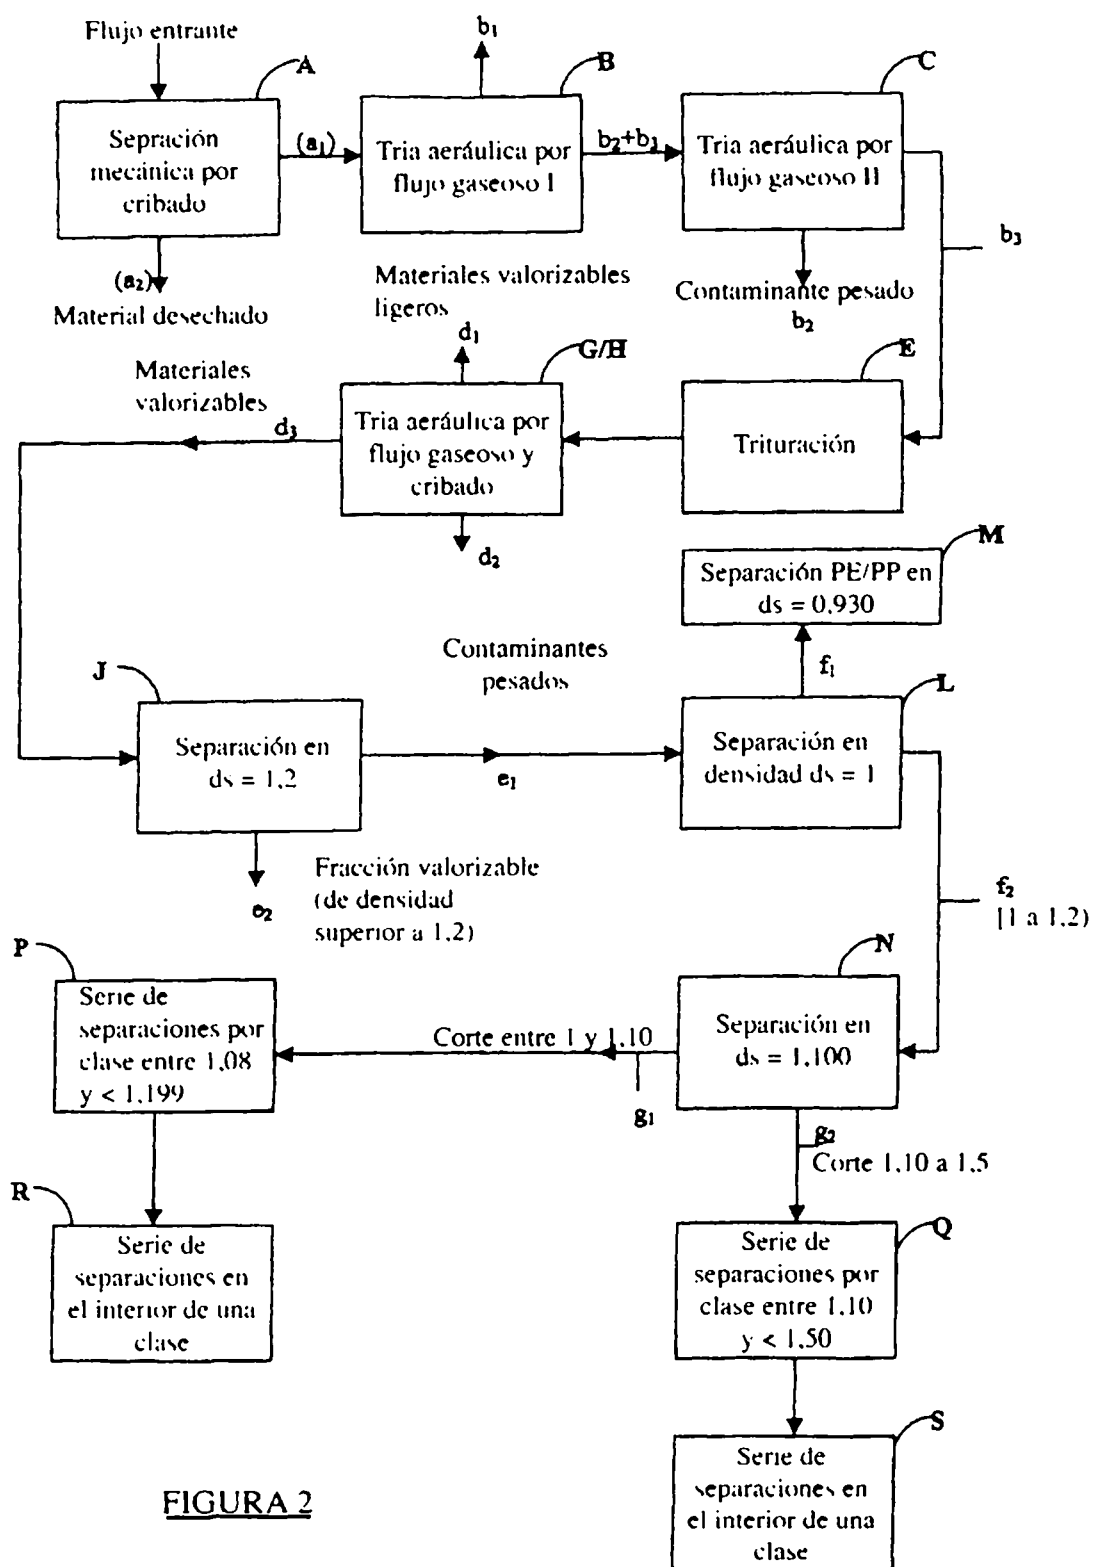 Flujo entrante
A
Sepración
mecánica por
cribado
(a₁)
(a₂)
Material desechado
b₁
B
Tria aeráulica por
flujo gaseoso I
b₂+b₃
C
Tria aeráulica por
flujo gaseoso II
b₃
Contaminante pesado
b₂
Materiales valorizables
ligeros
d₁
G/H
Tria aeráulica por
flujo gaseoso y
cribado
d₂
E
Trituración
Materiales
valorizables
d₃
M
Separación PE/PP en
ds = 0,930
f₁
Contaminantes
pesados
J
Separación en
ds = 1,2
e₁
L
Separación en
densidad ds = 1
e₂
Fracción valorizable
(de densidad
superior a 1,2)
f₂
[1 a 1,2)
P
Serie de
separaciones por
clase entre 1,08
y < 1,199
Corte entre 1 y 1,10
g₁
N
Separación en
ds = 1,100
g₂
Corte 1,10 a 1,5
R
Serie de
separaciones en
el interior de una
clase
Q
Serie de
separaciones por
clase entre 1,10
y < 1,50
S
Serie de
separaciones en
el interior de una
clase
FIGURA 2